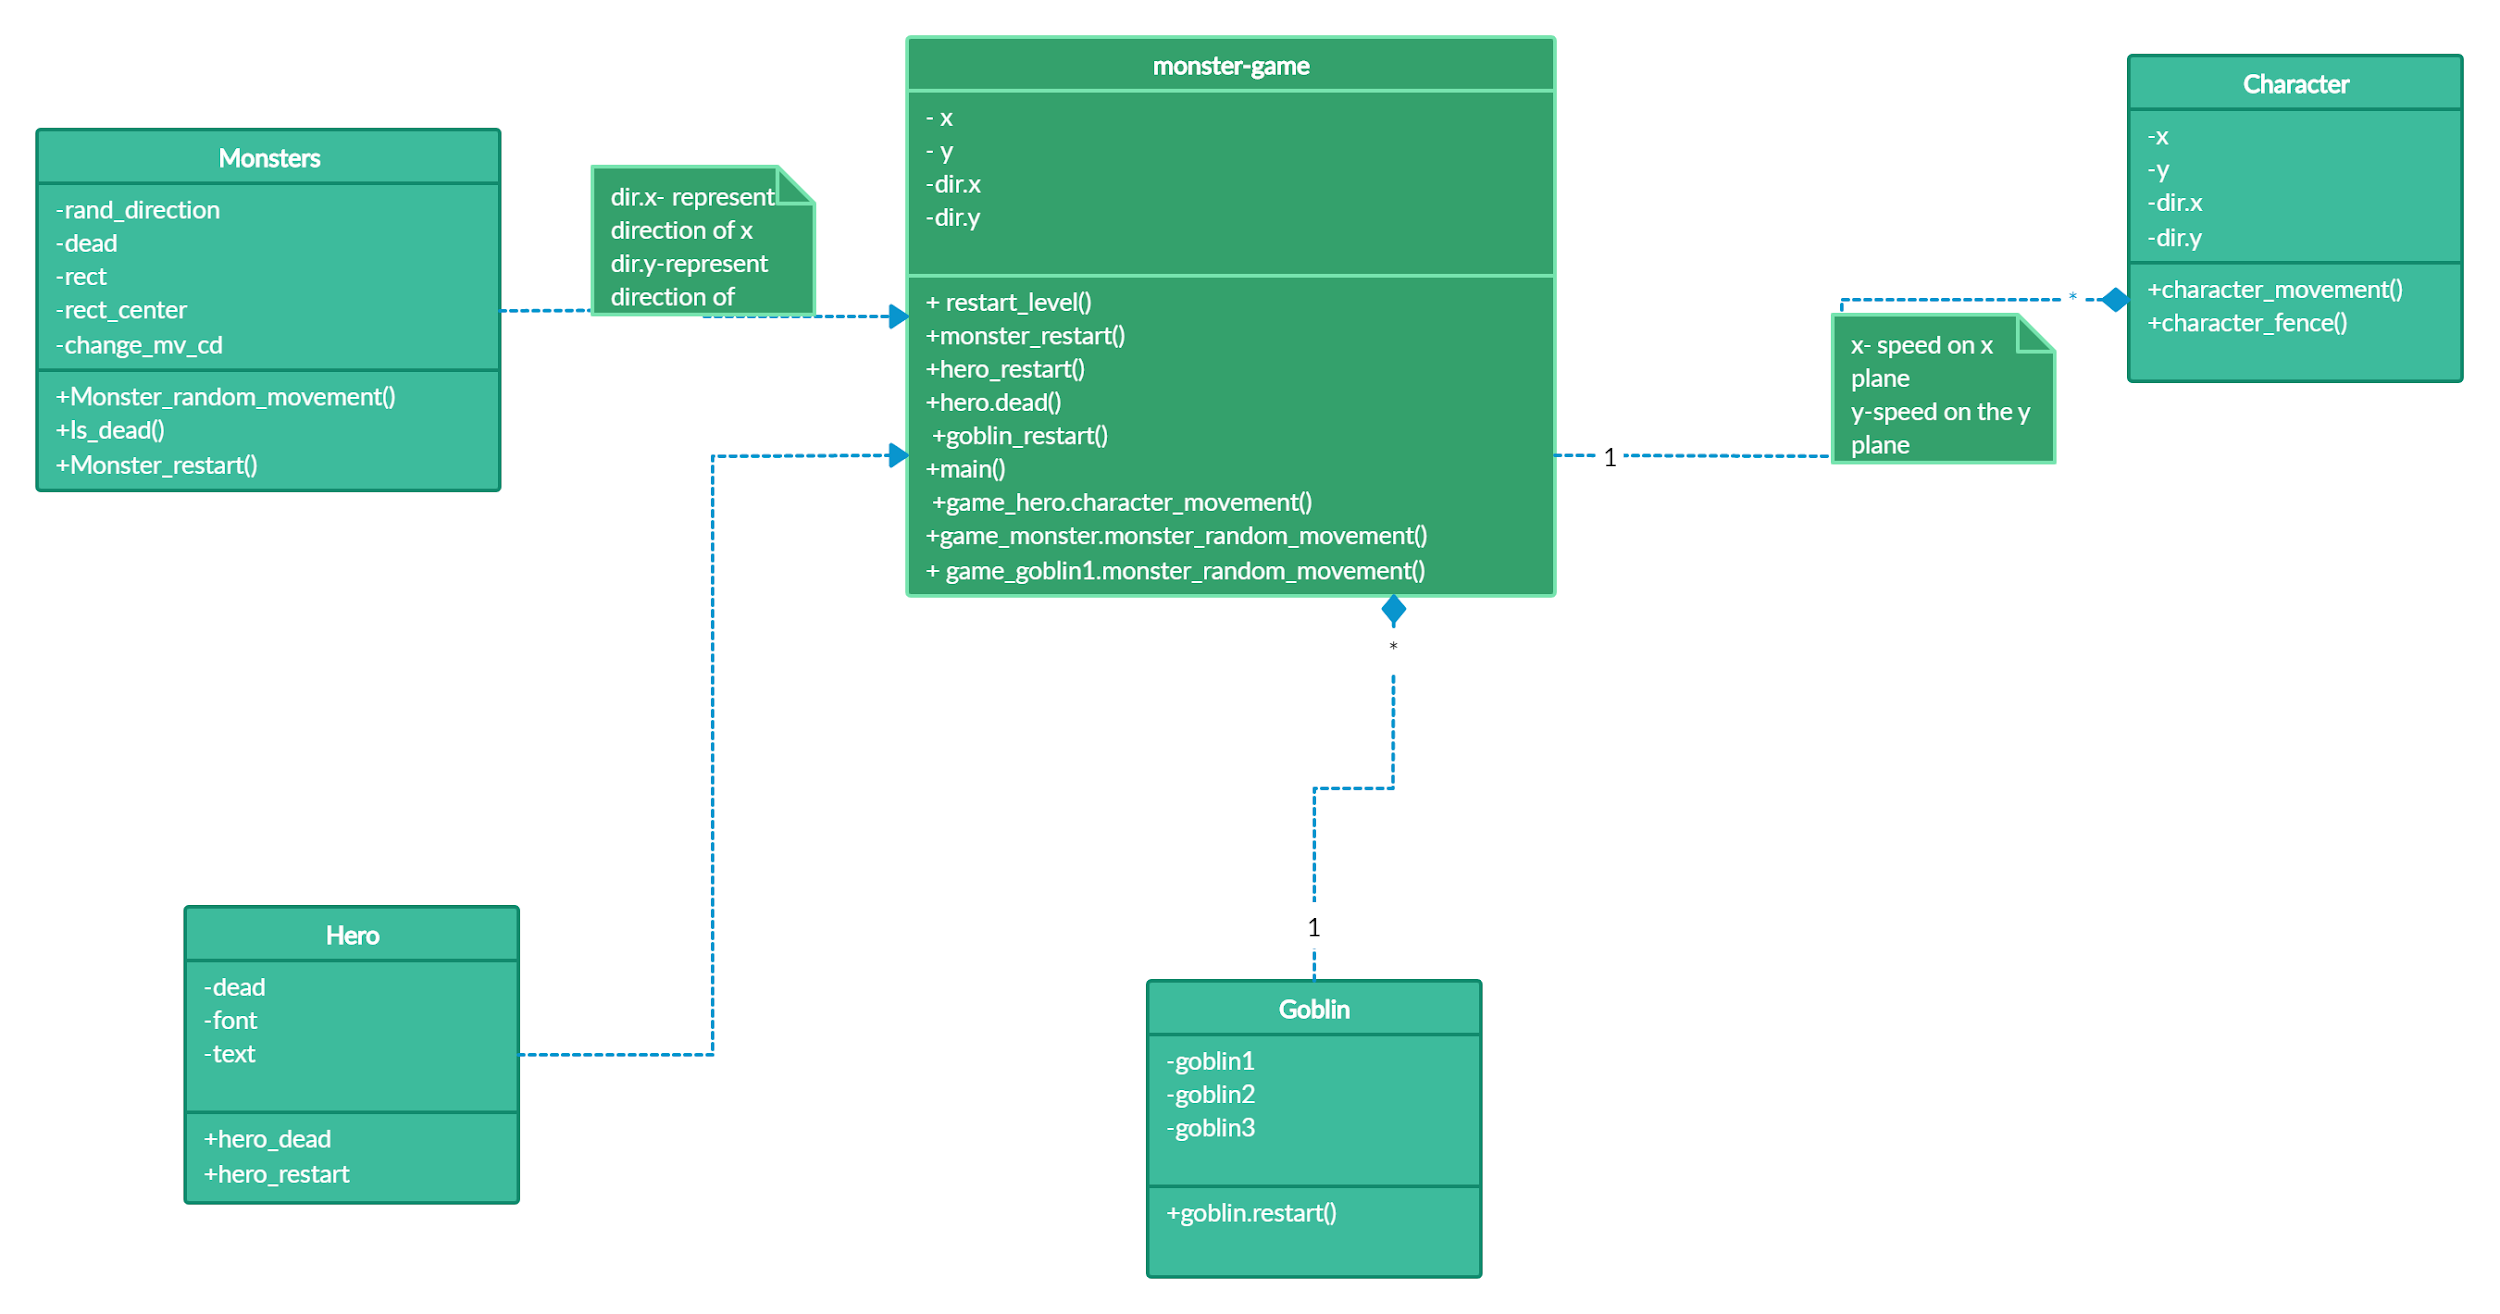 Monsters
-rand_direction
-dead
-rect
-rect_center
-change_mv_cd
+Monster_random_movement()
+Is_dead()
+Monster_restart()
dir.x- represent
direction of x
dir.y-represent
direction of
monster-game
- x
- y
-dir.x
-dir.y
+ restart_level()
+monster_restart()
+hero_restart()
+hero.dead()
+goblin_restart()
+main()
+game_hero.character_movement()
+game_monster.monster_random_movement()
+ game_goblin1.monster_random_movement()
Character
-x
-y
-dir.x
-dir.y
+character_movement()
+character_fence()
*
x- speed on x
plane
y-speed on the y
plane
1
*
1
Hero
-dead
-font
-text
+hero_dead
+hero_restart
Goblin
-goblin1
-goblin2
-goblin3
+goblin.restart()